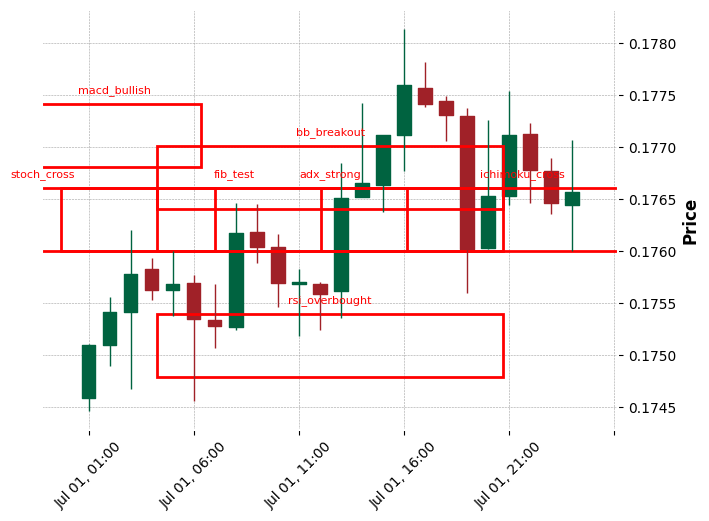 0.1780
macd_bullish
0.1775
bb_breakout
0.1770
stoch_cross
fib_test
adx_strong
ichimoku_cross
0.1765
Price
0.1760
rsi_overbought
0.1755
0.1750
0.1745
Jul 01, 01:00
Jul 01, 06:00
Jul 01, 11:00
Jul 01, 16:00
Jul 01, 21:00